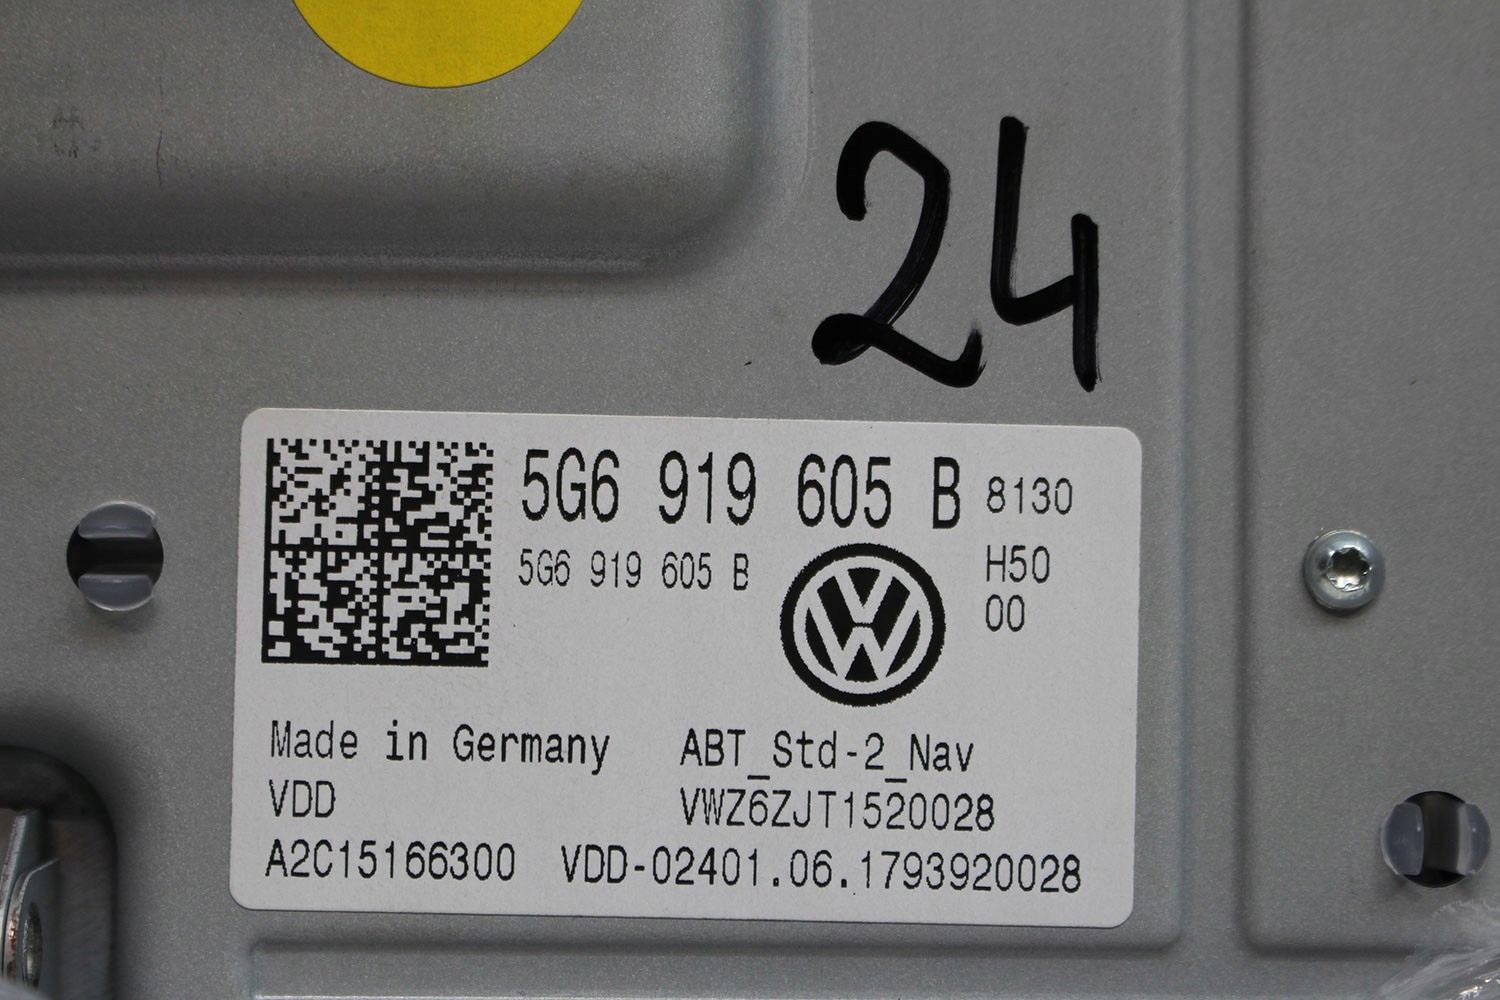 24
5G6 919 605 B 8130
5G6 919 605 B
H50
00
Made in Germany ABT_Std-2_Nav
VDD VWZ6ZJT1520028
A2C15166300 VDD-02401.06.1793920028